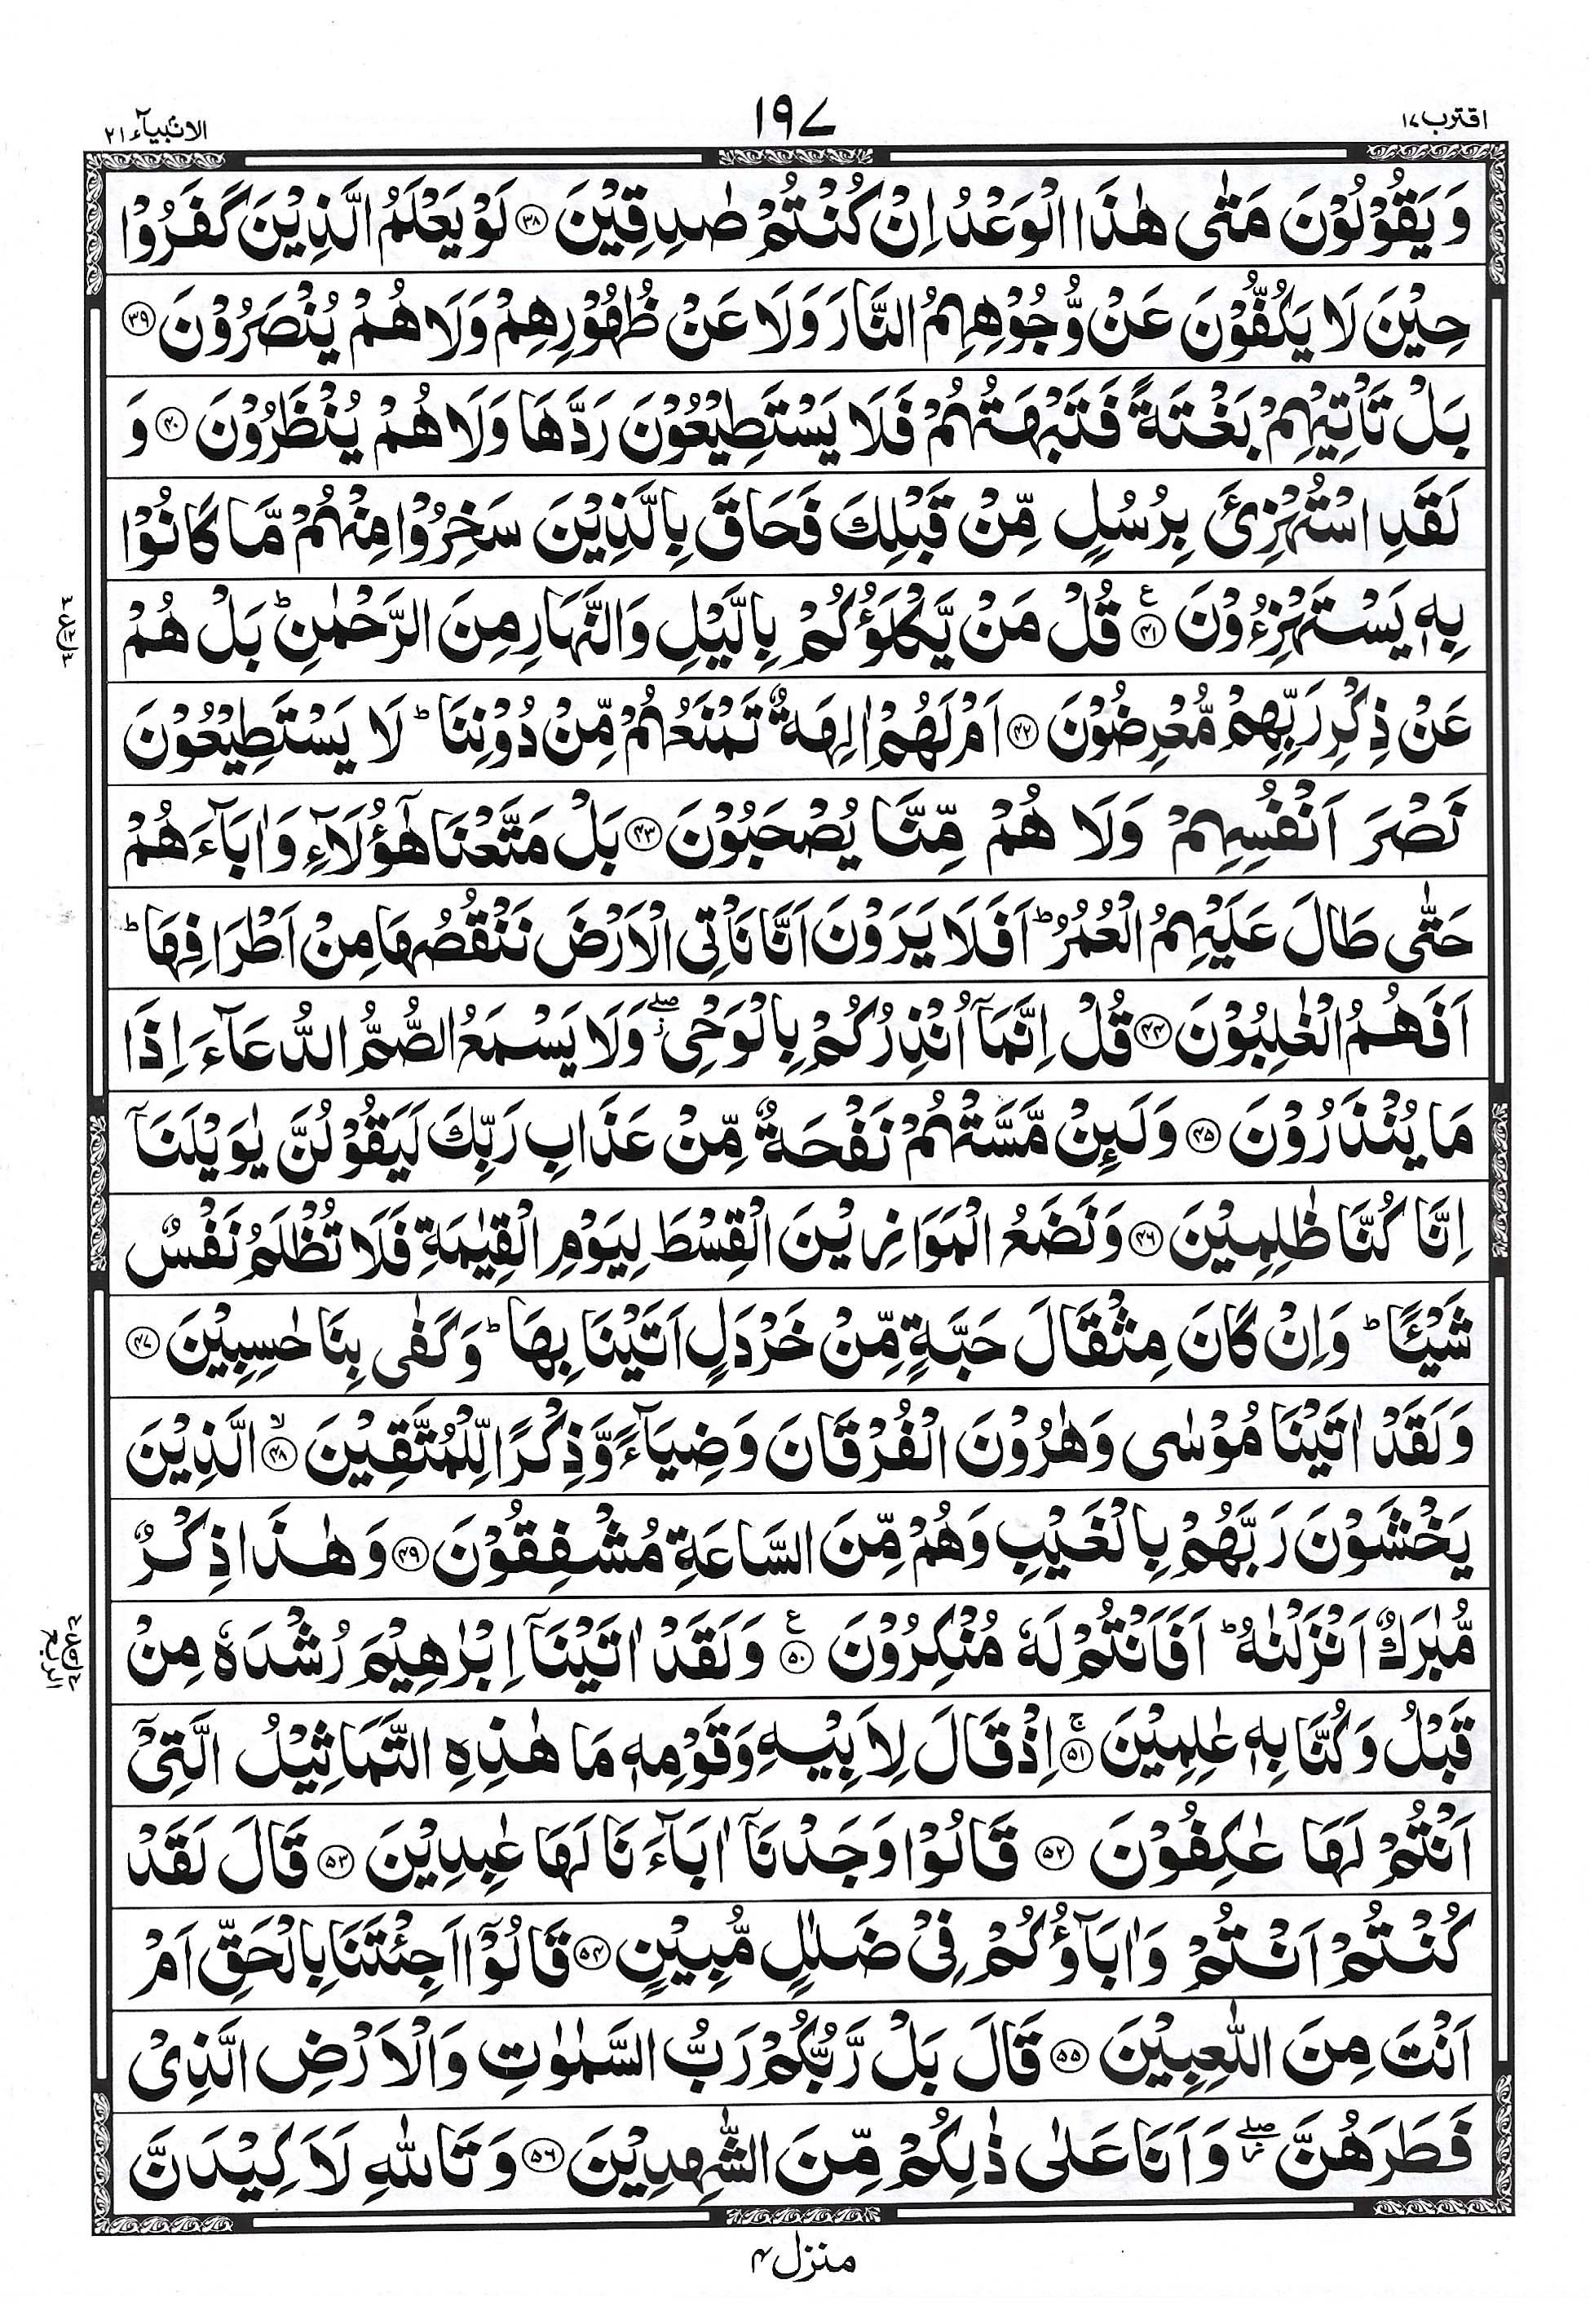 اقترب ١٧
١٩٧
الانبيآء ٢١
وَ يَقُوْلُوْنَ مَتٰى هٰذَا الْوَعْدُ اِنْ كُنْتُمْ صٰدِقِيْنَ ﴿٣٨﴾ لَوْ يَعْلَمُ الَّذِيْنَ كَفَرُوْا
حِيْنَ لَا يَكُفُّوْنَ عَنْ وُّجُوْهِهِمُ النَّارَ وَلَا عَنْ ظُهُوْرِهِمْ وَلَا هُمْ يُنْصَرُوْنَ ﴿٣٩﴾
بَلْ تَاْتِيْهِمْ بَغْتَةً فَتَبْهَتُهُمْ فَلَا يَسْتَطِيْعُوْنَ رَدَّهَا وَلَا هُمْ يُنْظَرُوْنَ ﴿٤٠﴾ وَ
لَقَدِ اسْتُهْزِئَ بِرُسُلٍ مِّنْ قَبْلِكَ فَحَاقَ بِالَّذِيْنَ سَخِرُوْا مِنْهُمْ مَّا كَانُوْا
بِهٖ يَسْتَهْزِءُوْنَ ﴿٤١﴾ ع قُلْ مَنْ يَّكْلَؤُكُمْ بِالَّيْلِ وَالنَّهَارِ مِنَ الرَّحْمٰنِ ؕ بَلْ هُمْ
عَنْ ذِكْرِ رَبِّهِمْ مُّعْرِضُوْنَ ﴿٤٢﴾ اَمْ لَهُمْ اٰلِهَةٌ تَمْنَعُهُمْ مِّنْ دُوْنِنَا ؕ لَا يَسْتَطِيْعُوْنَ
نَصْرَ اَنْفُسِهِمْ وَلَا هُمْ مِّنَّا يُصْحَبُوْنَ ﴿٤٣﴾ بَلْ مَتَّعْنَا هٰٓؤُلَآءِ وَاٰبَآءَهُمْ
حَتّٰى طَالَ عَلَيْهِمُ الْعُمُرُ ؕ اَفَلَا يَرَوْنَ اَنَّا نَاْتِى الْاَرْضَ نَنْقُصُهَا مِنْ اَطْرَافِهَا ؕ
اَفَهُمُ الْغٰلِبُوْنَ ﴿٤٤﴾ قُلْ اِنَّمَاۤ اُنْذِرُكُمْ بِالْوَحْىِ ۖ٘ وَلَا يَسْمَعُ الصُّمُّ الدُّعَآءَ اِذَا
مَا يُنْذَرُوْنَ ﴿٤٥﴾ وَلَئِنْ مَّسَّتْهُمْ نَفْحَةٌ مِّنْ عَذَابِ رَبِّكَ لَيَقُوْلُنَّ يٰوَيْلَنَاۤ
اِنَّا كُنَّا ظٰلِمِيْنَ ﴿٤٦﴾ وَنَضَعُ الْمَوَازِيْنَ الْقِسْطَ لِيَوْمِ الْقِيٰمَةِ فَلَا تُظْلَمُ نَفْسٌ
شَيْـًٔا ؕ وَاِنْ كَانَ مِثْقَالَ حَبَّةٍ مِّنْ خَرْدَلٍ اَتَيْنَا بِهَا ؕ وَكَفٰى بِنَا حٰسِبِيْنَ ﴿٤٧﴾
وَلَقَدْ اٰتَيْنَا مُوْسٰى وَهٰرُوْنَ الْفُرْقَانَ وَضِيَآءً وَّذِكْرًا لِّلْمُتَّقِيْنَ ﴿٤٨﴾ ۙ الَّذِيْنَ
يَخْشَوْنَ رَبَّهُمْ بِالْغَيْبِ وَهُمْ مِّنَ السَّاعَةِ مُشْفِقُوْنَ ﴿٤٩﴾ وَهٰذَا ذِكْرٌ
مُّبٰرَكٌ اَنْزَلْنٰهُ ؕ اَفَاَنْتُمْ لَهٗ مُنْكِرُوْنَ ﴿٥٠﴾ ع وَلَقَدْ اٰتَيْنَاۤ اِبْرٰهِيْمَ رُشْدَهٗ مِنْ
قَبْلُ وَكُنَّا بِهٖ عٰلِمِيْنَ ﴿٥١﴾ ۚ اِذْ قَالَ لِاَبِيْهِ وَقَوْمِهٖ مَا هٰذِهِ التَّمَاثِيْلُ الَّتِىْۤ
اَنْتُمْ لَهَا عٰكِفُوْنَ ﴿٥٢﴾ قَالُوْا وَجَدْنَاۤ اٰبَآءَنَا لَهَا عٰبِدِيْنَ ﴿٥٣﴾ قَالَ لَقَدْ
كُنْتُمْ اَنْتُمْ وَاٰبَآؤُكُمْ فِىْ ضَلٰلٍ مُّبِيْنٍ ﴿٥٤﴾ قَالُوْۤا اَجِئْتَنَا بِالْحَقِّ اَمْ
اَنْتَ مِنَ اللّٰعِبِيْنَ ﴿٥٥﴾ قَالَ بَلْ رَّبُّكُمْ رَبُّ السَّمٰوٰتِ وَالْاَرْضِ الَّذِىْ
فَطَرَهُنَّ ۖ٘ وَاَنَا عَلٰى ذٰلِكُمْ مِّنَ الشّٰهِدِيْنَ ﴿٥٦﴾ وَتَاللّٰهِ لَاَكِيْدَنَّ
منزل ٤
الربع